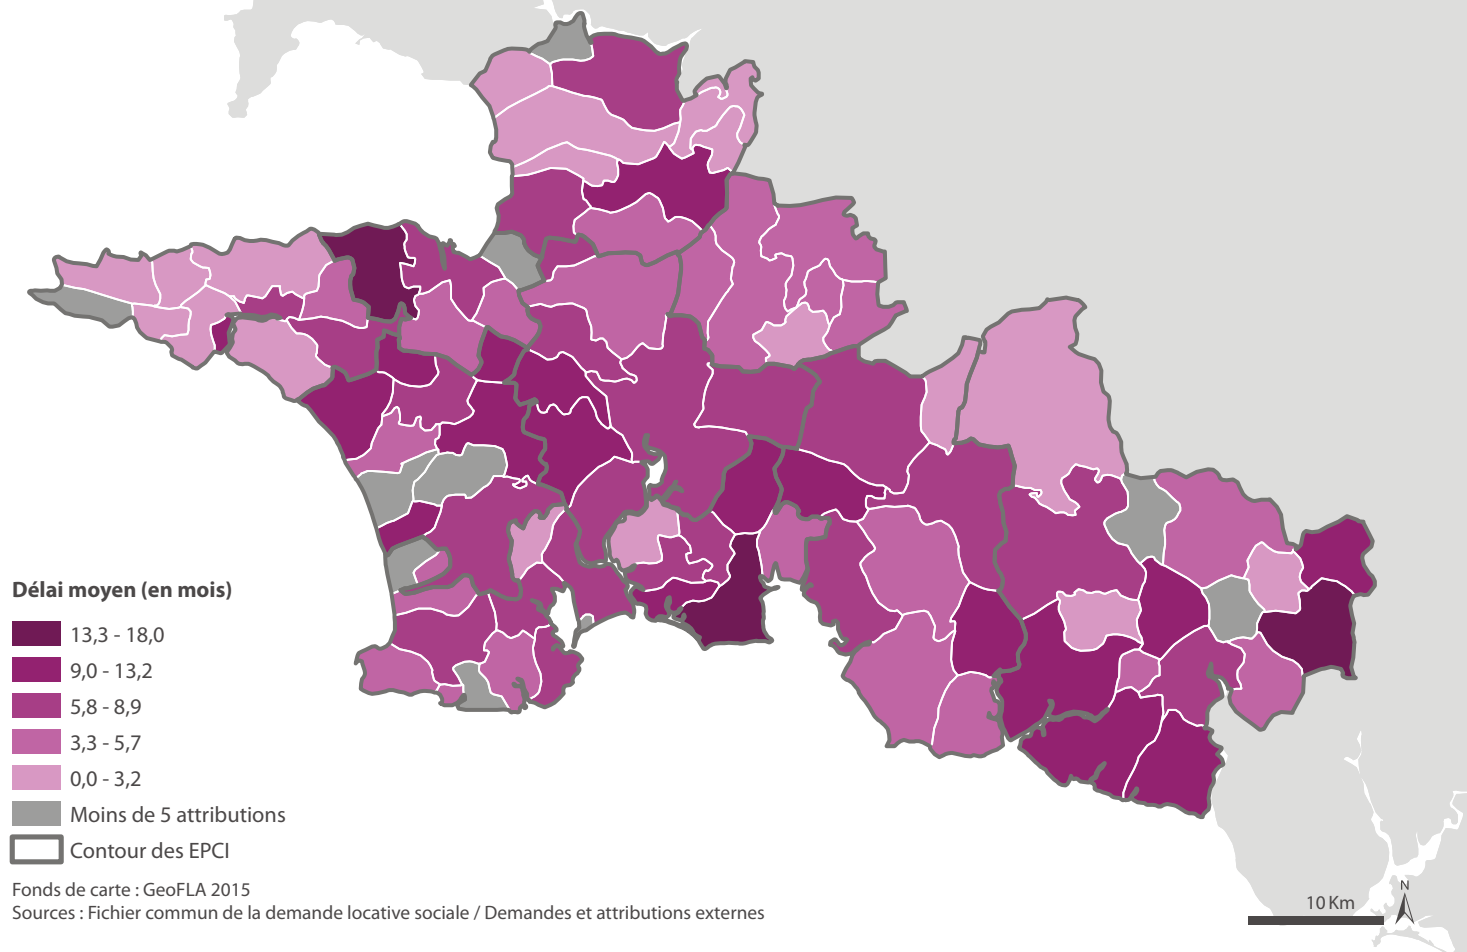 Délai moyen (en mois)
13,3 - 18,0
9,0 - 13,2
5,8 - 8,9
3,3 - 5,7
0,0 - 3,2
Moins de 5 attributions
Contour des EPCI
Fonds de carte : GeoFLA 2015
Sources : Fichier commun de la demande locative sociale / Demandes et attributions externes
N
10 Km